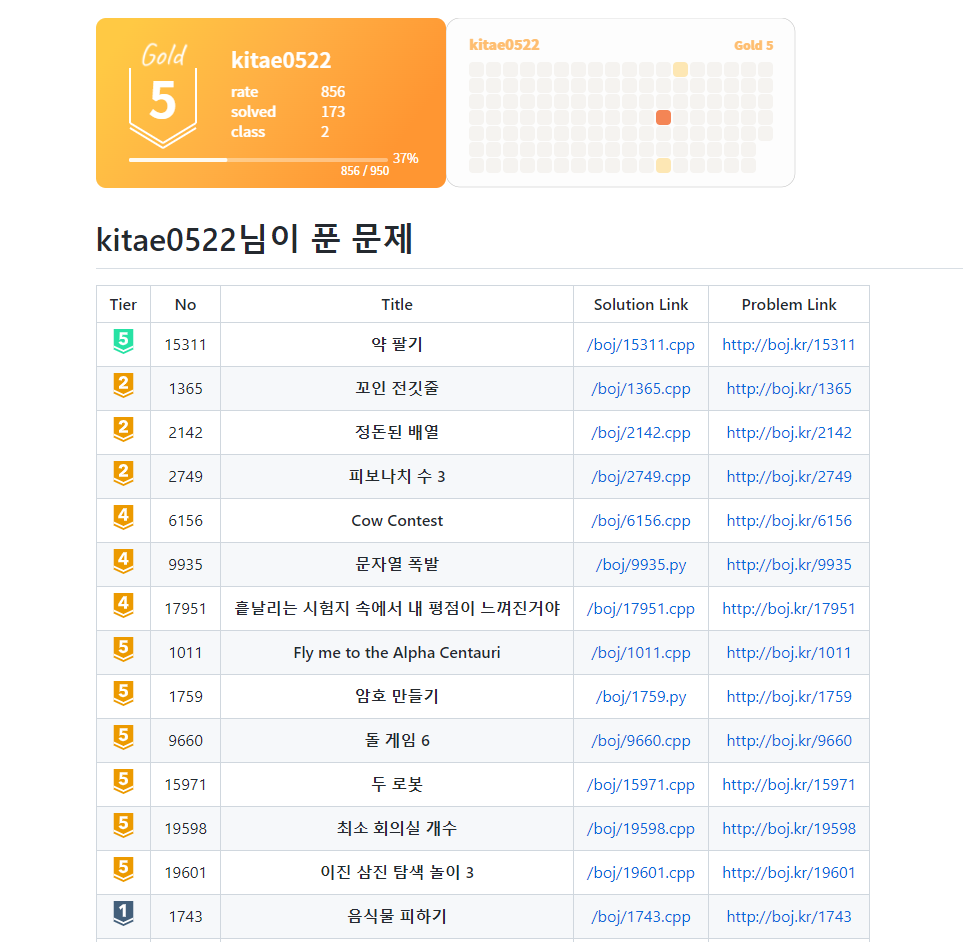 Gold
5
kitae0522
rate 856
solved 173
class 2
37%
856 / 950
kitae0522 Gold 5
kitae0522님이 푼 문제
Tier No Title Solution Link Problem Link
5 15311 약 팔기 /boj/15311.cpp http://boj.kr/15311
2 1365 꼬인 전깃줄 /boj/1365.cpp http://boj.kr/1365
2 2142 정돈된 배열 /boj/2142.cpp http://boj.kr/2142
2 2749 피보나치 수 3 /boj/2749.cpp http://boj.kr/2749
4 6156 Cow Contest /boj/6156.cpp http://boj.kr/6156
4 9935 문자열 폭발 /boj/9935.py http://boj.kr/9935
4 17951 흩날리는 시험지 속에서 내 평점이 느껴진거야 /boj/17951.cpp http://boj.kr/17951
5 1011 Fly me to the Alpha Centauri /boj/1011.cpp http://boj.kr/1011
5 1759 암호 만들기 /boj/1759.py http://boj.kr/1759
5 9660 돌 게임 6 /boj/9660.cpp http://boj.kr/9660
5 15971 두 로봇 /boj/15971.cpp http://boj.kr/15971
5 19598 최소 회의실 개수 /boj/19598.cpp http://boj.kr/19598
5 19601 이진 삼진 탐색 놀이 3 /boj/19601.cpp http://boj.kr/19601
1 1743 음식물 피하기 /boj/1743.cpp http://boj.kr/1743